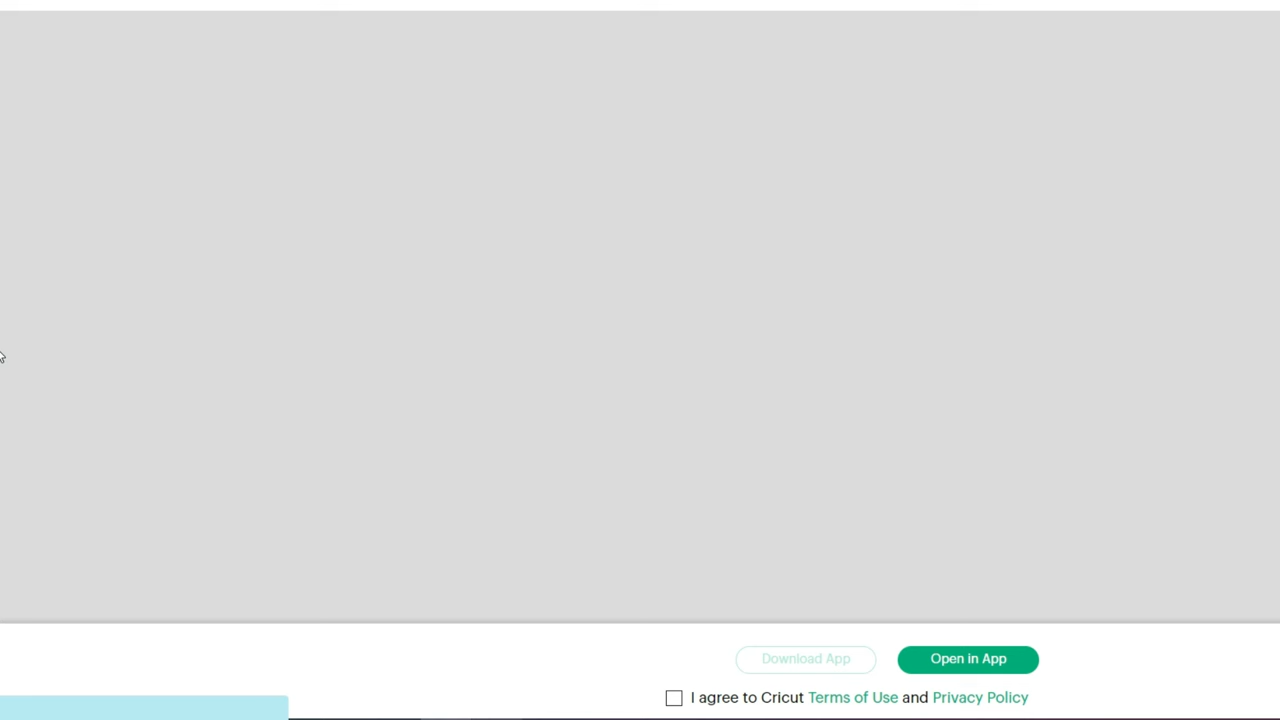 Download App
Open in App
I agree to Cricut Terms of Use and Privacy Policy